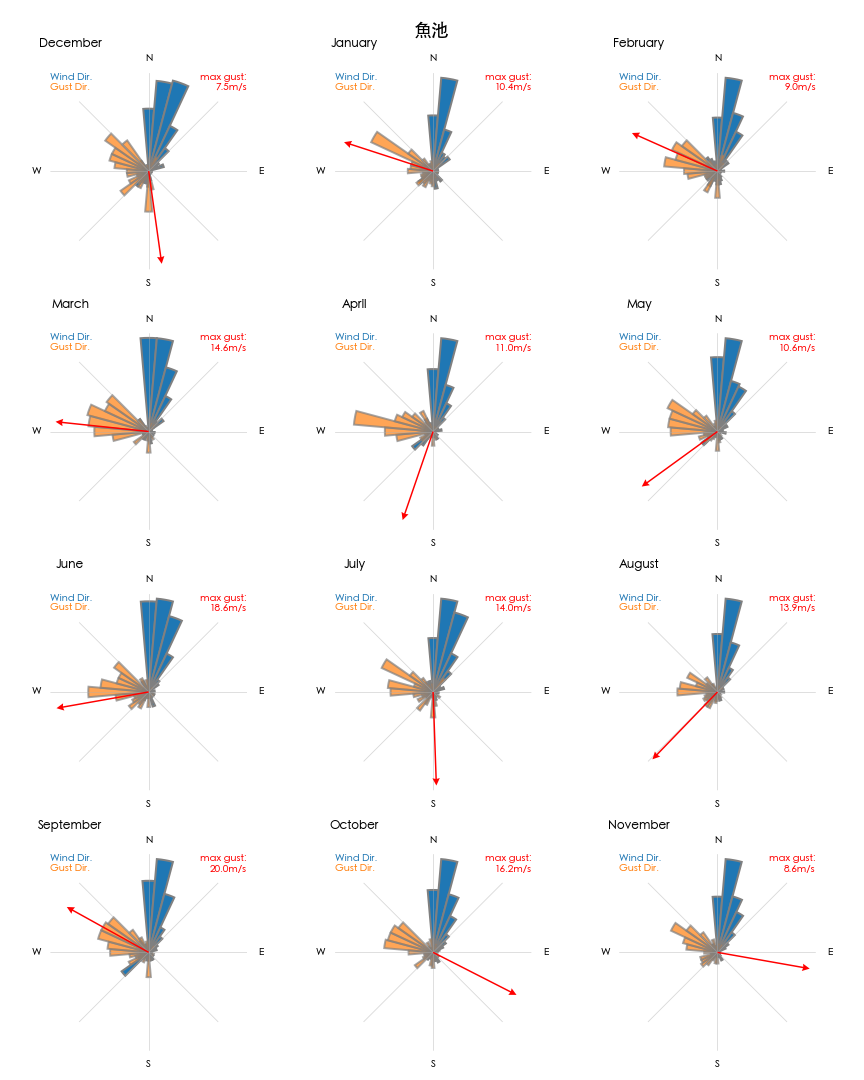 魚池
December
January
February
N
N
N
Wind Dir.
Gust Dir.
max gust:
7.5m/s
Wind Dir.
Gust Dir.
max gust:
10.4m/s
Wind Dir.
Gust Dir.
max gust:
9.0m/s
W
E
W
E
W
E
S
S
S
March
April
May
N
N
N
Wind Dir.
Gust Dir.
max gust:
14.6m/s
Wind Dir.
Gust Dir.
max gust:
11.0m/s
Wind Dir.
Gust Dir.
max gust:
10.6m/s
W
E
W
E
W
E
S
S
S
June
July
August
N
N
N
Wind Dir.
Gust Dir.
max gust:
18.6m/s
Wind Dir.
Gust Dir.
max gust:
14.0m/s
Wind Dir.
Gust Dir.
max gust:
13.9m/s
W
E
W
E
W
E
S
S
S
September
October
November
N
N
N
Wind Dir.
Gust Dir.
max gust:
20.0m/s
Wind Dir.
Gust Dir.
max gust:
16.2m/s
Wind Dir.
Gust Dir.
max gust:
8.6m/s
W
E
W
E
W
E
S
S
S